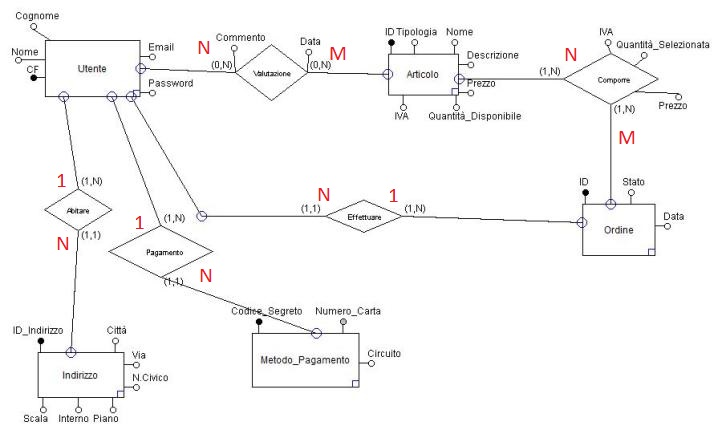 Cognome
Nome
CF
Utente
Email
Password
N
Commento
(0,N)
Valutazione
Data
(0,N)
M
ID
Tipologia
Nome
Descrizione
Articolo
Prezzo
IVA
Quantità_Disponibile
N
(1,N)
IVA
Quantità_Selezionata
Comporre
Prezzo
(1,N)
M
1
(1,N)
Abitare
N
(1,1)
1
(1,N)
Pagamento
N
(1,1)
N
(1,1)
Effettuare
1
(1,N)
ID
Stato
Data
Ordine
ID_Indirizzo
Città
Via
N.Civico
Indirizzo
Scala
Interno
Piano
Codice_Segreto
Numero_Carta
Circuito
Metodo_Pagamento